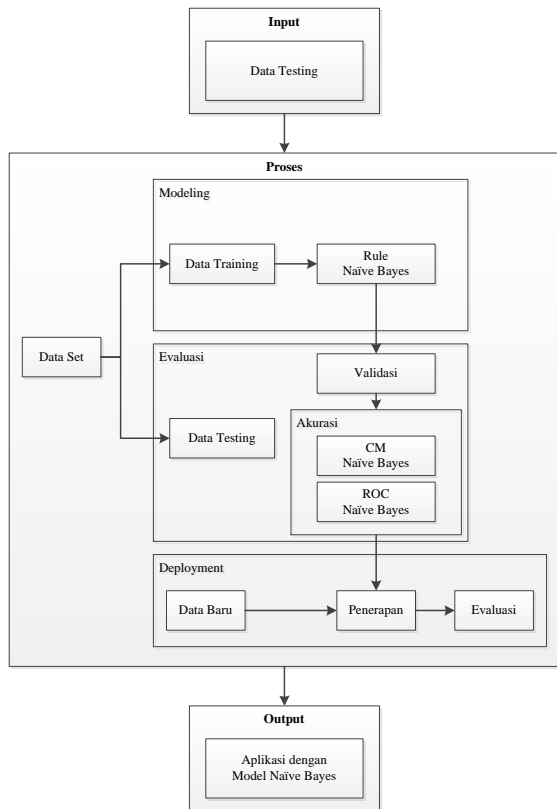 Input
Data Testing
Proses
Modeling
Data Training
Rule
Naïve Bayes
Data Set
Evaluasi
Validasi
Data Testing
Akurasi
CM
Naïve Bayes
ROC
Naïve Bayes
Deployment
Data Baru
Penerapan
Evaluasi
Output
Aplikasi dengan
Model Naïve Bayes